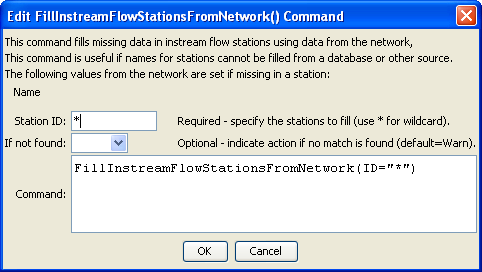 Edit FillInstreamFlowStationsFromNetwork() Command
This command fills missing data in instream flow stations using data from the network,
This command is useful if names for stations cannot be filled from a database or other source.
The following values from the network are set if missing in a station:
Name
Station ID: * Required - specify the stations to fill (use * for wildcard).
If not found: Optional - indicate action if no match is found (default=Warn).
Command: FillInstreamFlowStationsFromNetwork(ID="*")
OK Cancel